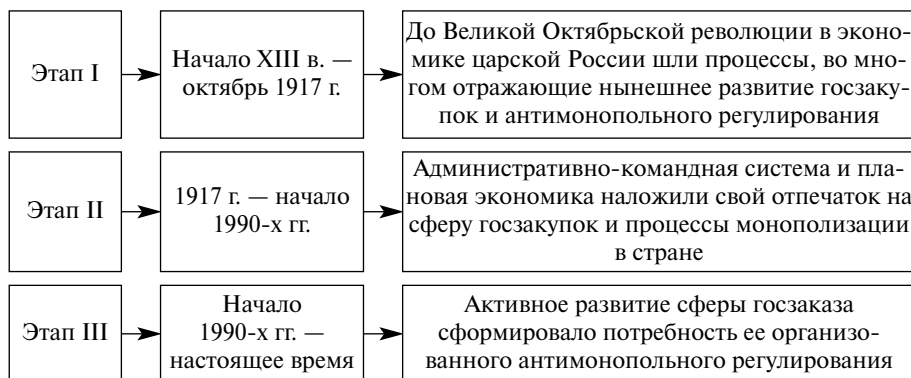 Этап I
Начало XIII в. —
октябрь 1917 г.
До Великой Октябрьской революции в эконо-
мике царской России шли процессы, во мно-
гом отражающие нынешнее развитие госзаку-
пок и антимонопольного регулирования
Этап II
1917 г. — начало
1990-х гг.
Административно-командная система и пла-
новая экономика наложили свой отпечаток на
сферу госзакупок и процессы монополизации
в стране
Этап III
Начало
1990-х гг. —
настоящее время
Активное развитие сферы госзаказа
сформировало потребность ее организо-
ванного антимонопольного регулирования